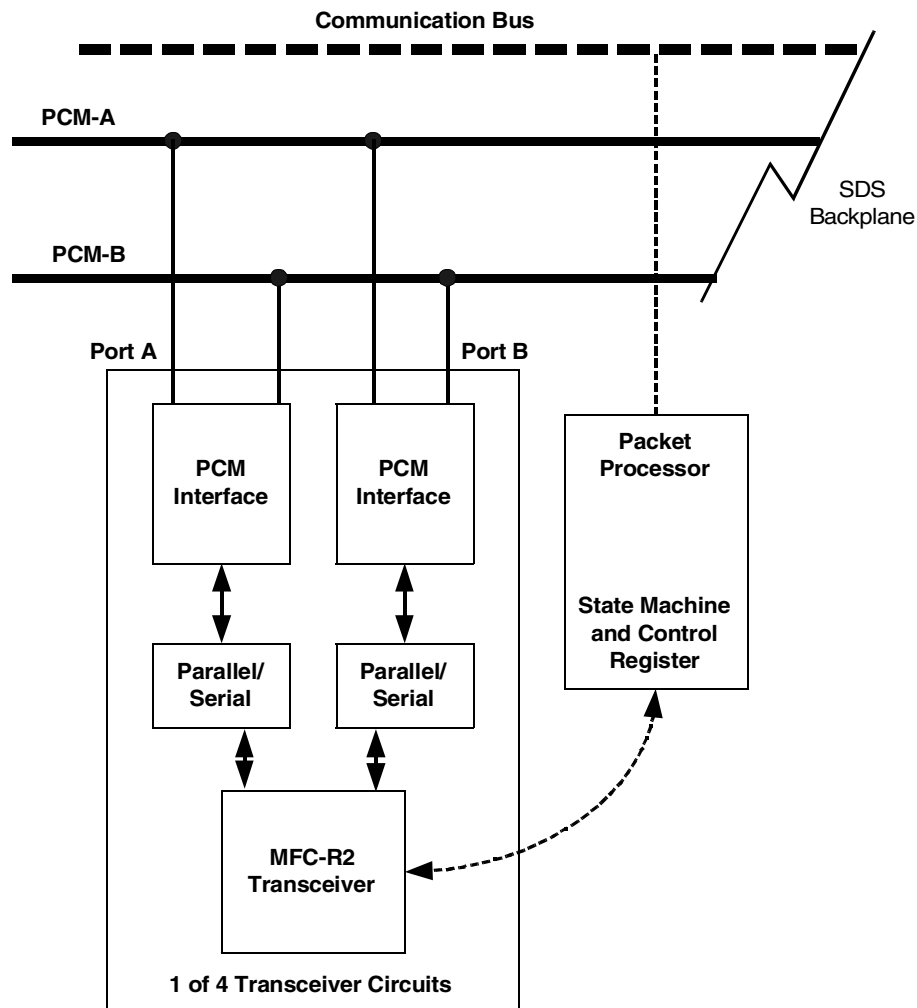 Communication Bus
PCM-A
SDS
Backplane
PCM-B
Port A
Port B
PCM
Interface
PCM
Interface
Packet
Processor
State Machine
and Control
Register
Parallel/
Serial
Parallel/
Serial
MFC-R2
Transceiver
1 of 4 Transceiver Circuits